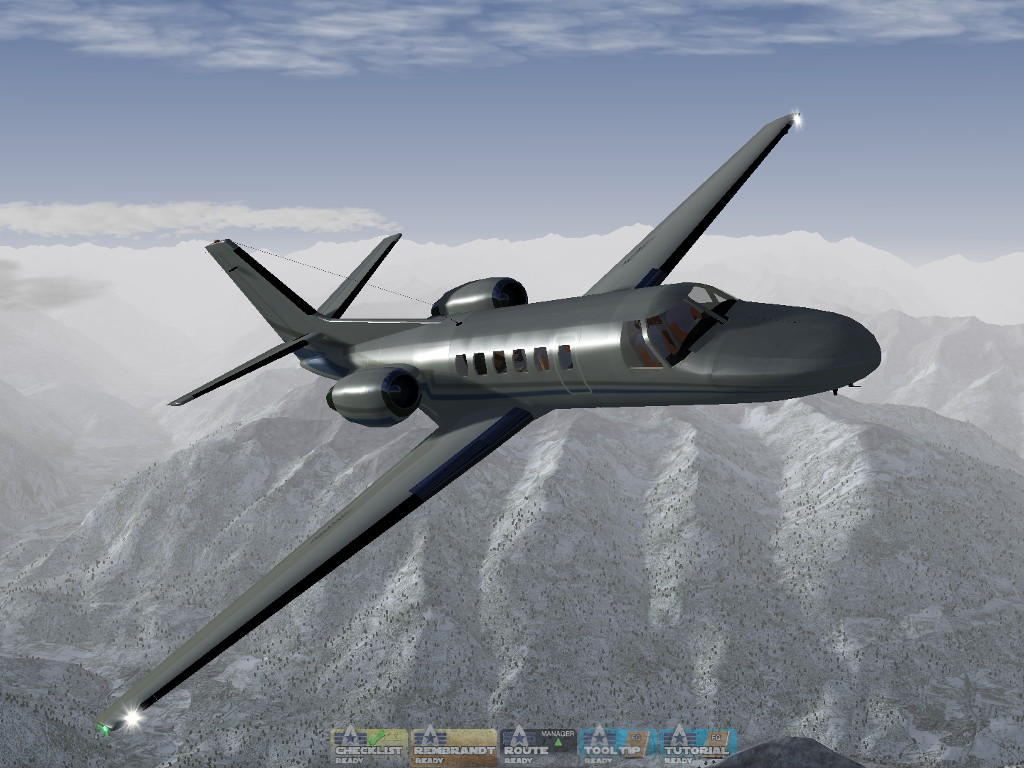 CHECKLIST
READY
REMBRANDT
READY
ROUTE MANAGER
READY
TOOL TIP
READY
TUTORIAL
READY